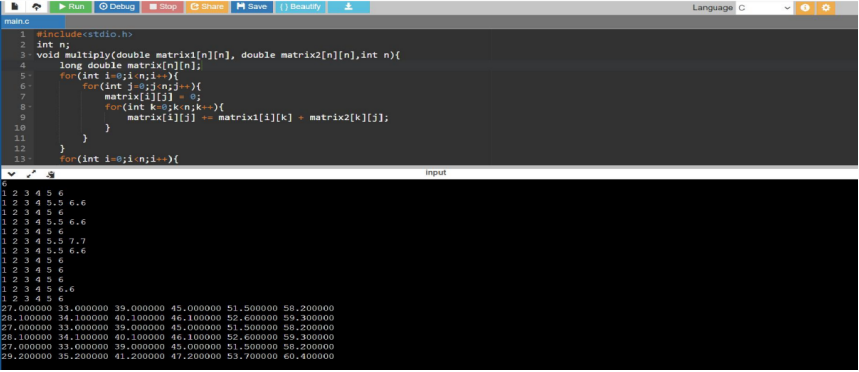 Run Debug Stop Share Save { } Beautify Language C
main.c
1 #include<stdio.h>
2 int n;
3 void multiply(double matrix1[n][n], double matrix2[n][n],int n){
4 long double matrix[n][n];
5 for(int i=0;i<n;i++){
6 for(int j=0;j<n;j++){
7 matrix[i][j] = 0;
8 for(int k=0;k<n;k++){
9 matrix[i][j] += matrix1[i][k] + matrix2[k][j];
10 }
11 }
12 }
13 for(int i=0;i<n;i++){
input
6
1 2 3 4 5 6
1 2 3 4 5.5 6.6
1 2 3 4 5 6
1 2 3 4 5.5 6.6
1 2 3 4 5 6
1 2 3 4 5.5 7.7
1 2 3 4 5.5 6.6
1 2 3 4 5 6
1 2 3 4 5 6
1 2 3 4 5 6
1 2 3 4 5 6.6
1 2 3 4 5 6
27.000000 33.000000 39.000000 45.000000 51.500000 58.200000
28.100000 34.100000 40.100000 46.100000 52.600000 59.300000
27.000000 33.000000 39.000000 45.000000 51.500000 58.200000
28.100000 34.100000 40.100000 46.100000 52.600000 59.300000
27.000000 33.000000 39.000000 45.000000 51.500000 58.200000
29.200000 35.200000 41.200000 47.200000 53.700000 60.400000